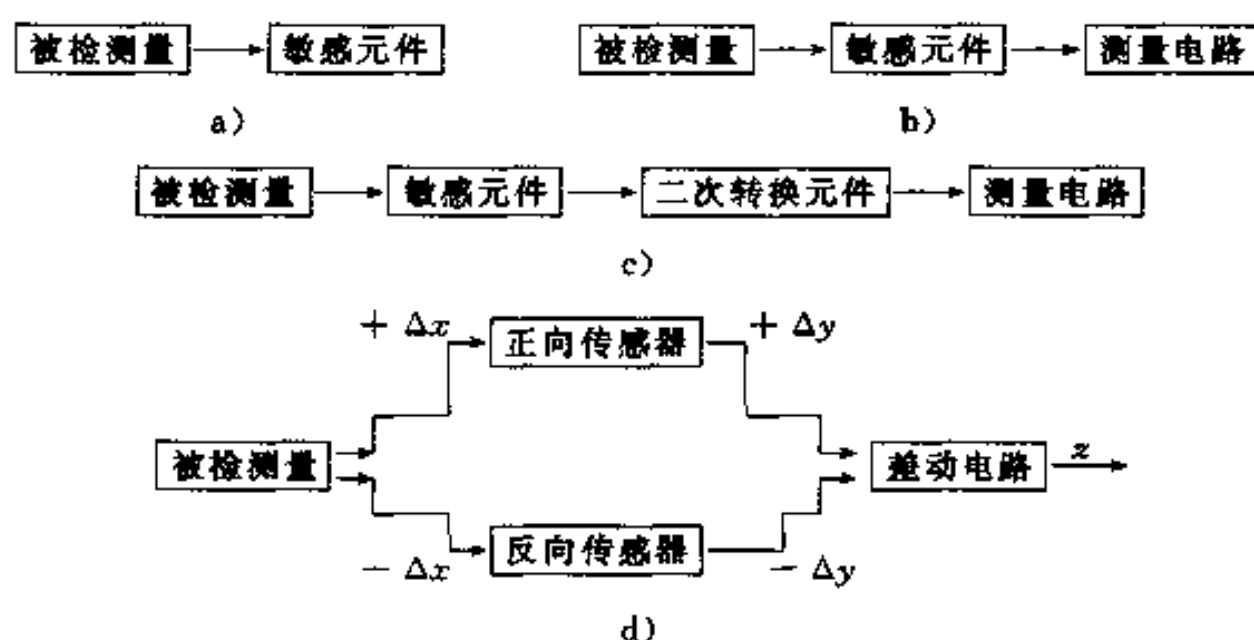 被检测量 敏感元件 被检测量 敏感元件 测量电路
a) b)
被检测量 敏感元件 二次转换元件 测量电路
c)
+ Δx 正向传感器 + Δy
被检测量 差动电路 z
- Δx 反向传感器 - Δy
d)